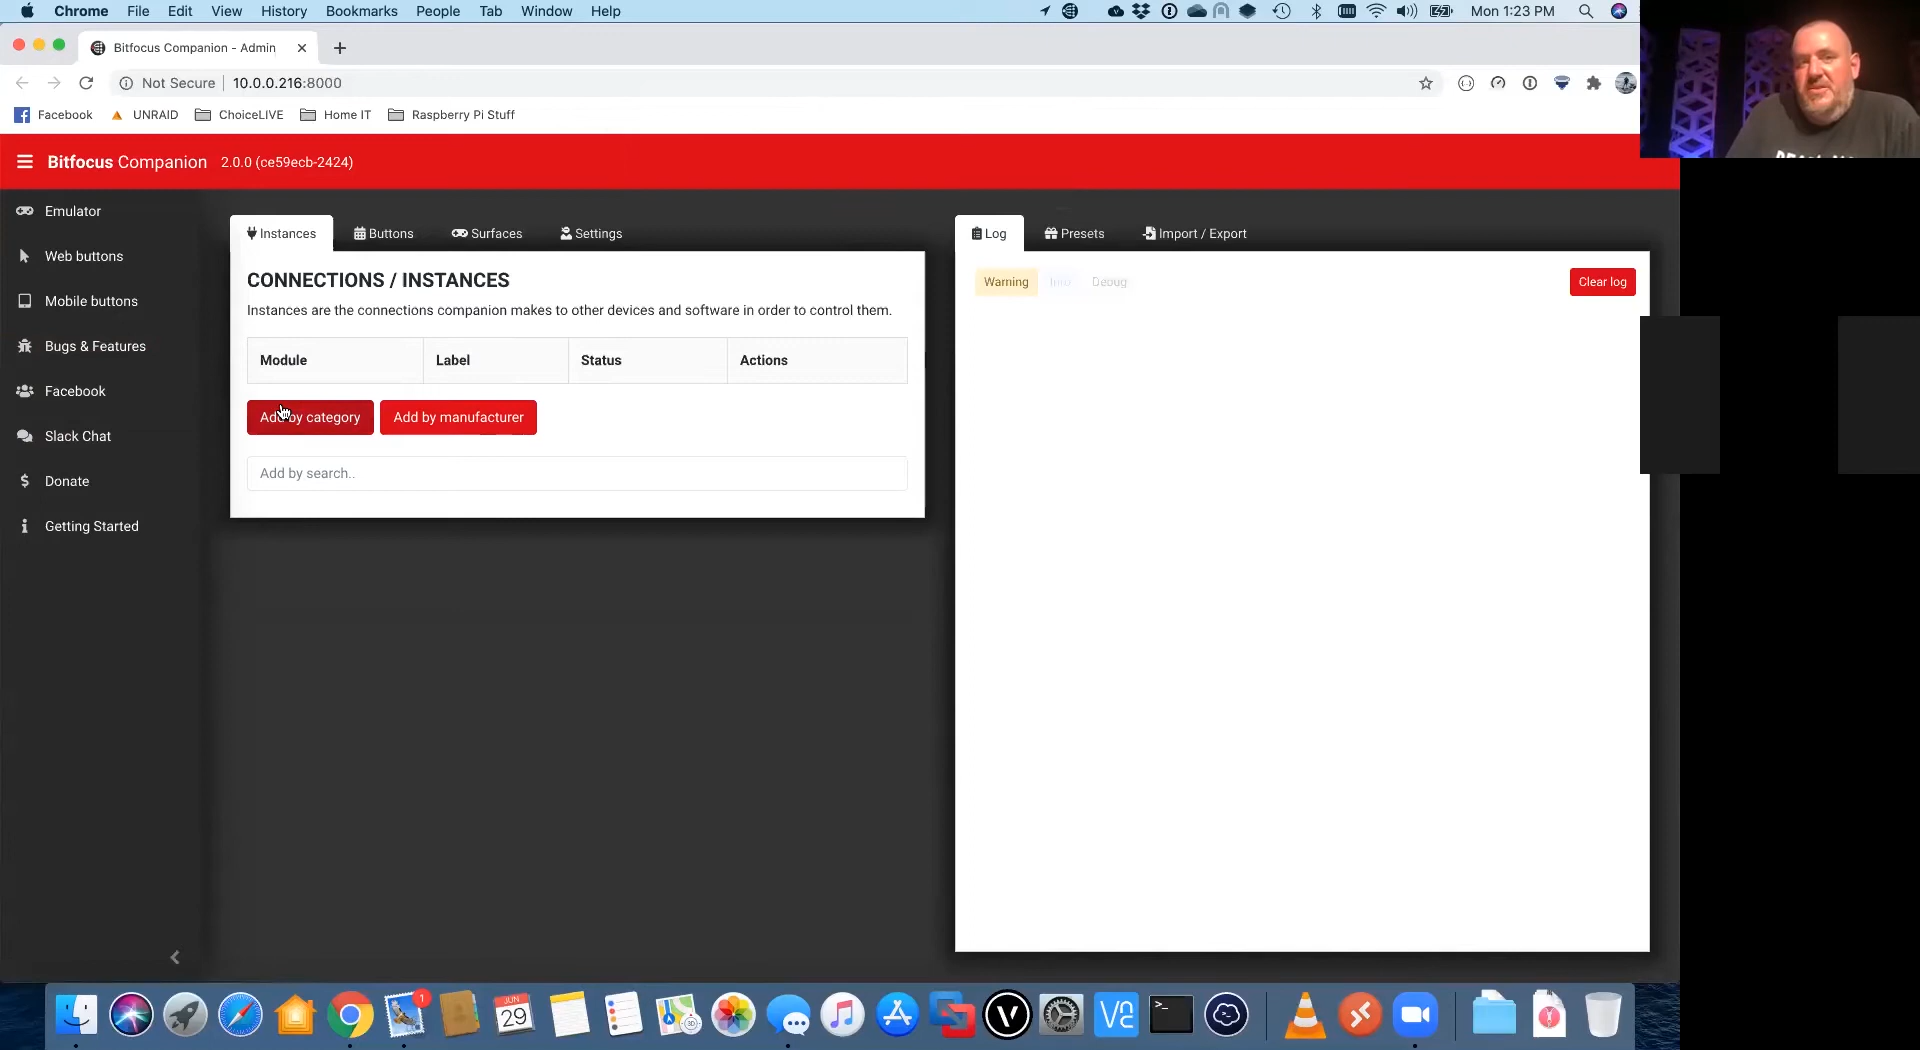 Chrome File Edit View History Bookmarks People Tab Window Help Mon 1:23 PM
Bitfocus Companion - Admin
Not Secure 10.0.0.216:8000
Facebook UNRAID ChoiceLIVE Home IT Raspberry Pi Stuff
Bitfocus Companion 2.0.0 (ce59ecb-2424)
Emulator
Web buttons
Mobile buttons
Bugs & Features
Facebook
Slack Chat
Donate
Getting Started
Instances Buttons Surfaces Settings
CONNECTIONS / INSTANCES
Instances are the connections companion makes to other devices and software in order to control them.
Module Label Status Actions
Add by category Add by manufacturer
Add by search..
Log Presets Import / Export
Warning Info Debug Clear log
1
JUN
29